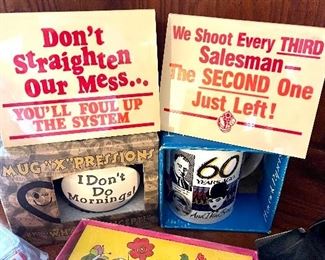 Don't
Straighten
Our Mess...
YOU'LL FOUL UP
THE SYSTEM
We Shoot Every THIRD
Salesman—
The SECOND One
Just Left!
MUG "X" PRESSIONS
I Don't Do
Mornings!
60
YEARS